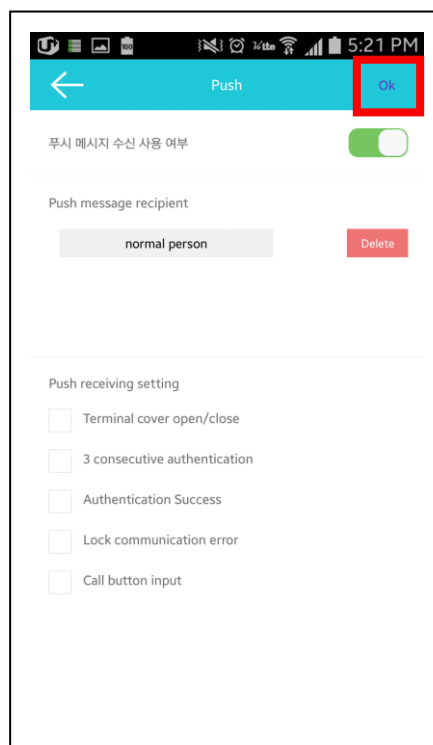 5:21 PM
Push
Ok
푸시 메시지 수신 사용 여부
Push message recipient
normal person
Delete
Push receiving setting
Terminal cover open/close
3 consecutive authentication
Authentication Success
Lock communication error
Call button input